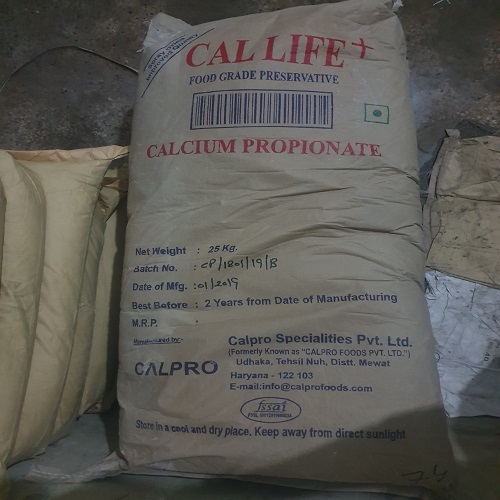 CAL LIFE+
FOOD GRADE PRESERVATIVE
CALCIUM PROPIONATE
Net Weight : 25 Kg.
Batch No. : CP/1801/19/B
Date of Mfg. : 01/2019
Best Before : 2 Years from Date of Manufacturing
M.R.P. :
Calpro Specialities Pvt. Ltd.
(Formerly Known as "CALPRO FOODS PVT. LTD.")
CALPRO
Udhaka, Tehsil Nuh, Distt. Mewat
Haryana - 122 103
E-mail:info@calprofoods.com
fssai
Store in a cool and dry place. Keep away from direct sunlight